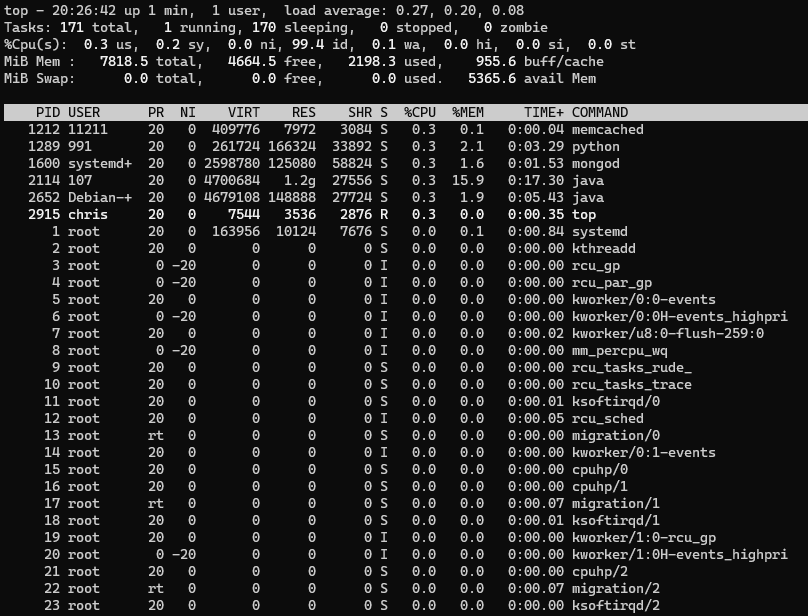 top - 20:26:42 up 1 min,  1 user,  load average: 0.27, 0.20, 0.08
Tasks: 171 total,   1 running, 170 sleeping,   0 stopped,   0 zombie
%Cpu(s):  0.3 us,  0.2 sy,  0.0 ni, 99.4 id,  0.1 wa,  0.0 hi,  0.0 si,  0.0 st
MiB Mem :   7818.5 total,   4664.5 free,   2198.3 used,    955.6 buff/cache
MiB Swap:      0.0 total,      0.0 free,      0.0 used.   5365.6 avail Mem
PID USER      PR  NI    VIRT    RES    SHR S  %CPU  %MEM     TIME+ COMMAND
1212 11211     20   0  409776   7972   3084 S   0.3   0.1   0:00.04 memcached
1289 991       20   0  261724 166324  33892 S   0.3   2.1   0:03.29 python
1600 systemd+  20   0 2598780 125080  58824 S   0.3   1.6   0:01.53 mongod
2114 107       20   0 4700684   1.2g  27556 S   0.3  15.9   0:17.30 java
2652 Debian-+  20   0 4679108 148888  27724 S   0.3   1.9   0:05.43 java
2915 chris     20   0    7544   3536   2876 R   0.3   0.0   0:00.35 top
1 root      20   0  163956  10124   7676 S   0.0   0.1   0:00.84 systemd
2 root      20   0       0      0      0 S   0.0   0.0   0:00.00 kthreadd
3 root       0 -20       0      0      0 I   0.0   0.0   0:00.00 rcu_gp
4 root       0 -20       0      0      0 I   0.0   0.0   0:00.00 rcu_par_gp
5 root      20   0       0      0      0 I   0.0   0.0   0:00.00 kworker/0:0-events
6 root       0 -20       0      0      0 I   0.0   0.0   0:00.00 kworker/0:0H-events_highpri
7 root      20   0       0      0      0 I   0.0   0.0   0:00.02 kworker/u8:0-flush-259:0
8 root       0 -20       0      0      0 I   0.0   0.0   0:00.00 mm_percpu_wq
9 root      20   0       0      0      0 S   0.0   0.0   0:00.00 rcu_tasks_rude_
10 root      20   0       0      0      0 S   0.0   0.0   0:00.00 rcu_tasks_trace
11 root      20   0       0      0      0 S   0.0   0.0   0:00.01 ksoftirqd/0
12 root      20   0       0      0      0 I   0.0   0.0   0:00.05 rcu_sched
13 root      rt   0       0      0      0 S   0.0   0.0   0:00.00 migration/0
14 root      20   0       0      0      0 I   0.0   0.0   0:00.00 kworker/0:1-events
15 root      20   0       0      0      0 S   0.0   0.0   0:00.00 cpuhp/0
16 root      20   0       0      0      0 S   0.0   0.0   0:00.00 cpuhp/1
17 root      rt   0       0      0      0 S   0.0   0.0   0:00.07 migration/1
18 root      20   0       0      0      0 S   0.0   0.0   0:00.01 ksoftirqd/1
19 root      20   0       0      0      0 I   0.0   0.0   0:00.00 kworker/1:0-rcu_gp
20 root       0 -20       0      0      0 I   0.0   0.0   0:00.00 kworker/1:0H-events_highpri
21 root      20   0       0      0      0 S   0.0   0.0   0:00.00 cpuhp/2
22 root      rt   0       0      0      0 S   0.0   0.0   0:00.07 migration/2
23 root      20   0       0      0      0 S   0.0   0.0   0:00.00 ksoftirqd/2